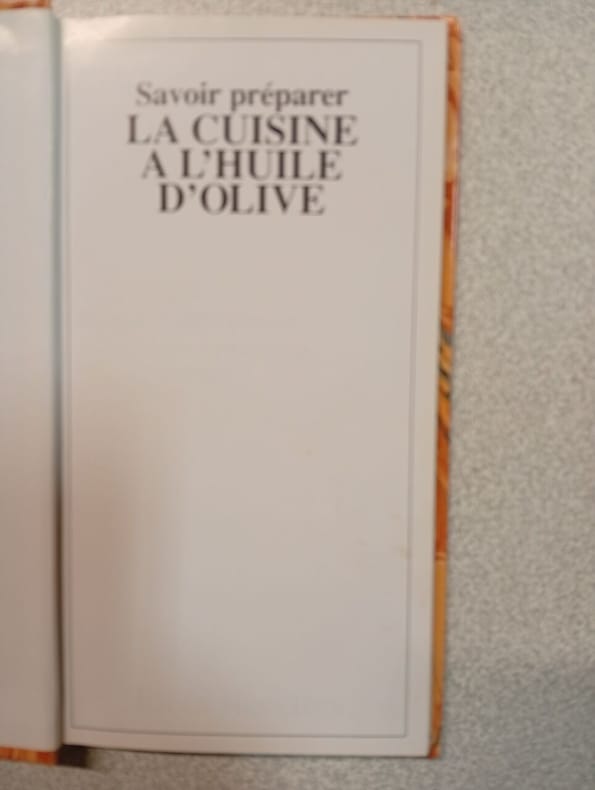 Savoir préparer
LA CUISINE
A L'HUILE
D'OLIVE